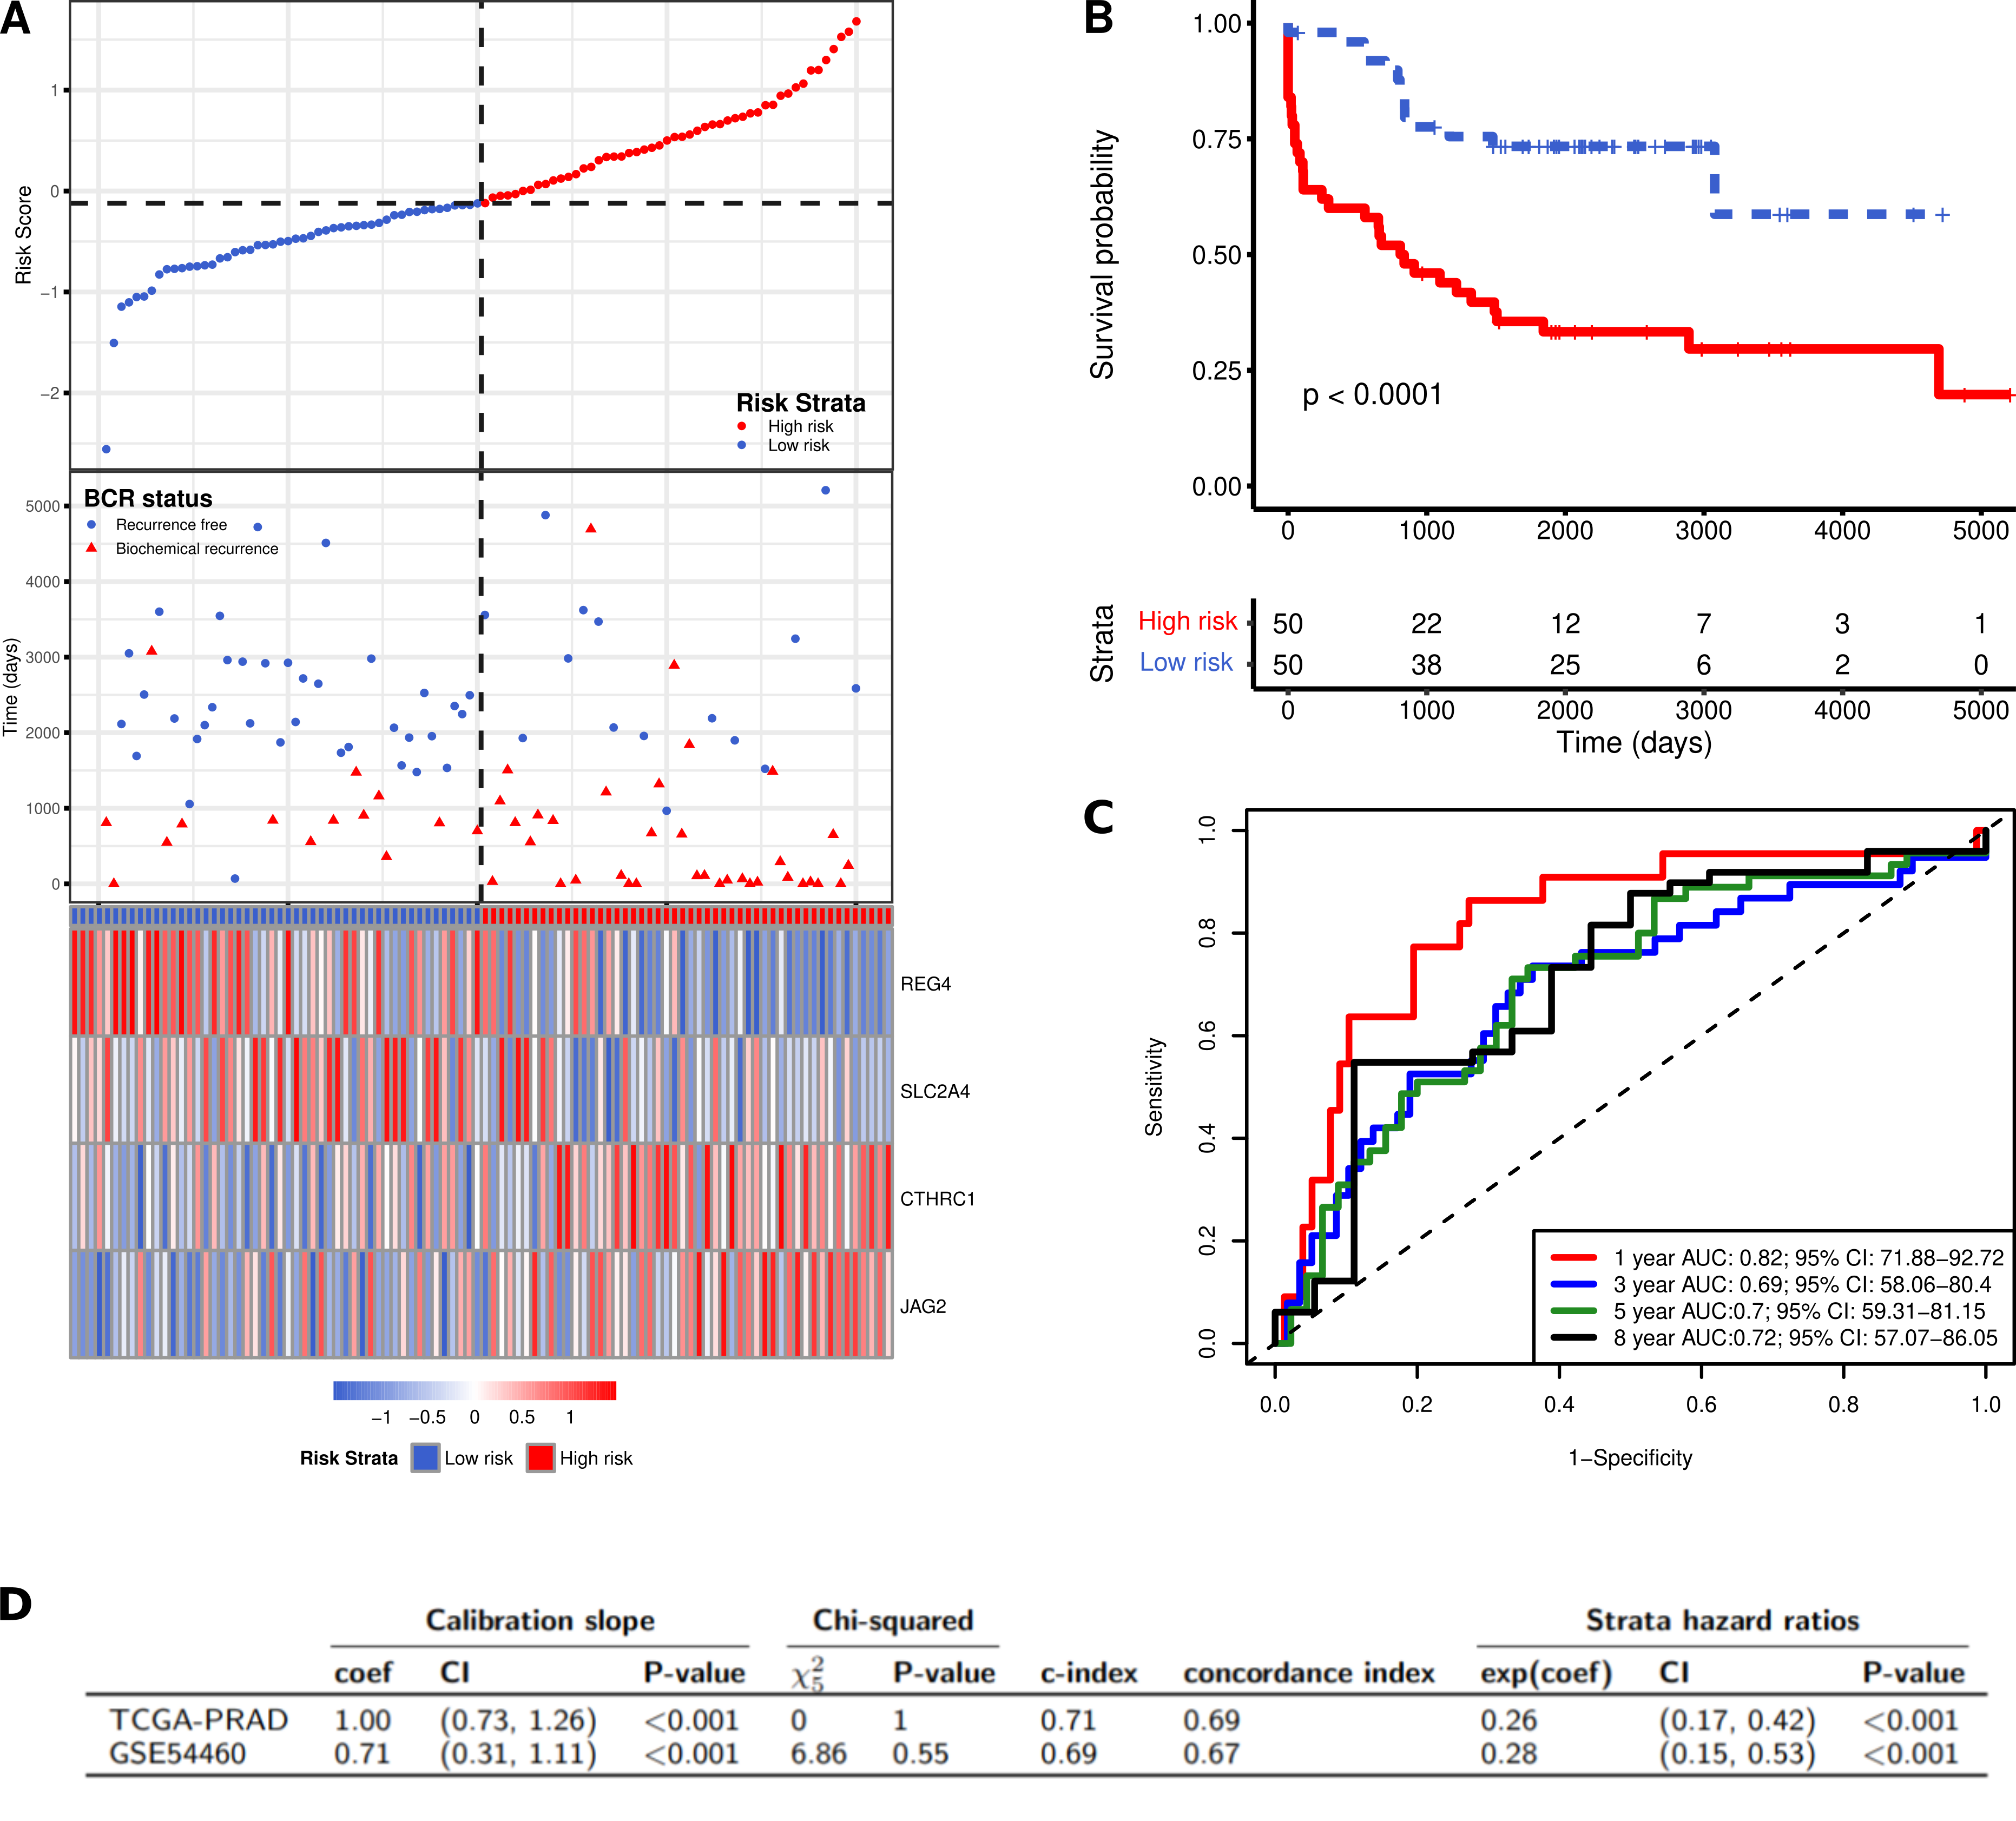 A
Risk Score
1
0
−1
−2
Risk Strata
High risk
Low risk
BCR status
Recurrence free
Biochemical recurrence
Time (days)
5000
4000
3000
2000
1000
0
REG4
SLC2A4
CTHRC1
JAG2
−1 −0.5 0 0.5 1
Risk Strata Low risk High risk
B
Survival probability
1.00
0.75
0.50
0.25
0.00
p < 0.0001
0 1000 2000 3000 4000 5000
Strata
High risk 50 22 12 7 3 1
Low risk 50 38 25 6 2 0
0 1000 2000 3000 4000 5000
Time (days)
C
Sensitivity
1.0
0.8
0.6
0.4
0.2
0.0
1 year AUC: 0.82; 95% CI: 71.88−92.72
3 year AUC: 0.69; 95% CI: 58.06−80.4
5 year AUC:0.7; 95% CI: 59.31−81.15
8 year AUC:0.72; 95% CI: 57.07−86.05
0.0 0.2 0.4 0.6 0.8 1.0
1−Specificity
D
Calibration slope Chi-squared Strata hazard ratios
coef CI P-value χ²₅ P-value c-index concordance index exp(coef) CI P-value
TCGA-PRAD 1.00 (0.73, 1.26) <0.001 0 1 0.71 0.69 0.26 (0.17, 0.42) <0.001
GSE54460 0.71 (0.31, 1.11) <0.001 6.86 0.55 0.69 0.67 0.28 (0.15, 0.53) <0.001